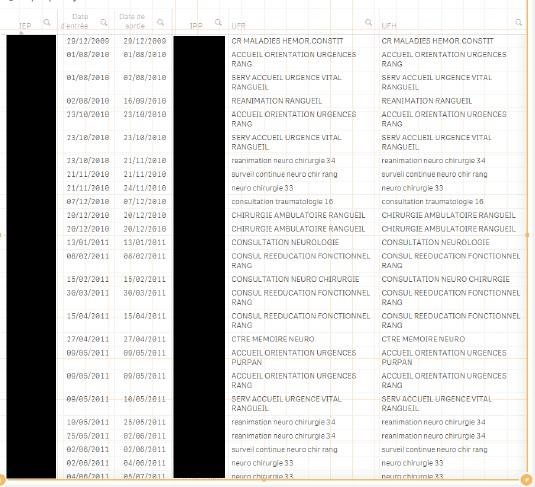 IEP Date d'entrée Date de sortie IPP UFR UFH
29/12/2009 29/12/2009 CR MALADIES HEMOR.CONSTIT CR MALADIES HEMOR.CONSTIT
01/08/2010 01/08/2010 ACCUEIL ORIENTATION URGENCES RANG ACCUEIL ORIENTATION URGENCES RANG
01/08/2010 02/08/2010 SERV ACCUEIL URGENCE VITAL RANGUEIL SERV ACCUEIL URGENCE VITAL RANGUEIL
02/08/2010 16/09/2010 REANIMATION RANGUEIL REANIMATION RANGUEIL
23/10/2010 23/10/2010 ACCUEIL ORIENTATION URGENCES RANG ACCUEIL ORIENTATION URGENCES RANG
23/10/2010 23/10/2010 SERV ACCUEIL URGENCE VITAL RANGUEIL SERV ACCUEIL URGENCE VITAL RANGUEIL
23/10/2010 21/11/2010 reanimation neuro chirurgie 34 reanimation neuro chirurgie 34
21/11/2010 21/11/2010 surveil continue neuro chir rang surveil continue neuro chir rang
21/11/2010 24/11/2010 neuro chirurgie 33 neuro chirurgie 33
07/12/2010 07/12/2010 consultation traumatologie 16 consultation traumatologie 16
20/12/2010 20/12/2010 CHIRURGIE AMBULATOIRE RANGUEIL CHIRURGIE AMBULATOIRE RANGUEIL
20/12/2010 20/12/2010 CHIRURGIE AMBULATOIRE RANGUEIL CHIRURGIE AMBULATOIRE RANGUEIL
13/01/2011 13/01/2011 CONSULTATION NEUROLOGIE CONSULTATION NEUROLOGIE
08/02/2011 08/02/2011 CONSUL REEDUCATION FONCTIONNEL RANG CONSUL REEDUCATION FONCTIONNEL RANG
15/02/2011 15/02/2011 CONSULTATION NEURO CHIRURGIE CONSULTATION NEURO CHIRURGIE
30/03/2011 30/03/2011 CONSUL REEDUCATION FONCTIONNEL RANG CONSUL REEDUCATION FONCTIONNEL RANG
15/04/2011 15/04/2011 CONSUL REEDUCATION FONCTIONNEL RANG CONSUL REEDUCATION FONCTIONNEL RANG
27/04/2011 27/04/2011 CTRE MEMOIRE NEURO CTRE MEMOIRE NEURO
09/05/2011 09/05/2011 ACCUEIL ORIENTATION URGENCES PURPAN ACCUEIL ORIENTATION URGENCES PURPAN
09/05/2011 09/05/2011 ACCUEIL ORIENTATION URGENCES RANG ACCUEIL ORIENTATION URGENCES RANG
09/05/2011 10/05/2011 SERV ACCUEIL URGENCE VITAL RANGUEIL SERV ACCUEIL URGENCE VITAL RANGUEIL
10/05/2011 25/05/2011 reanimation neuro chirurgie 34 reanimation neuro chirurgie 34
25/05/2011 02/06/2011 reanimation neuro chirurgie 34 reanimation neuro chirurgie 34
02/06/2011 02/06/2011 surveil continue neuro chir rang surveil continue neuro chir rang
02/06/2011 04/06/2011 neuro chirurgie 33 neuro chirurgie 33
04/06/2011 05/07/2011 neuro chirurgie 33 neuro chirurgie 33